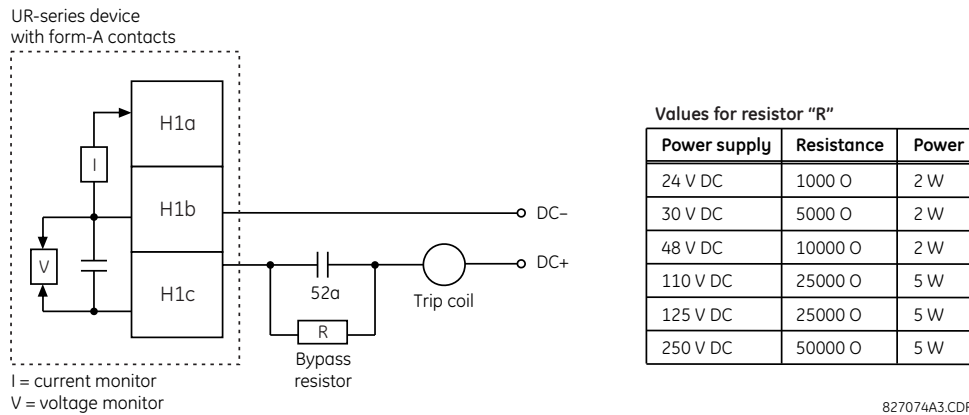 UR-series device
with form-A contacts
H1a
I
H1b
DC–
V
DC+
H1c
52a
Trip coil
R
Bypass
resistor
I = current monitor
V = voltage monitor
Values for resistor “R”
Power supply Resistance Power
24 V DC 1000 O 2 W
30 V DC 5000 O 2 W
48 V DC 10000 O 2 W
110 V DC 25000 O 5 W
125 V DC 25000 O 5 W
250 V DC 50000 O 5 W
827074A3.CDR